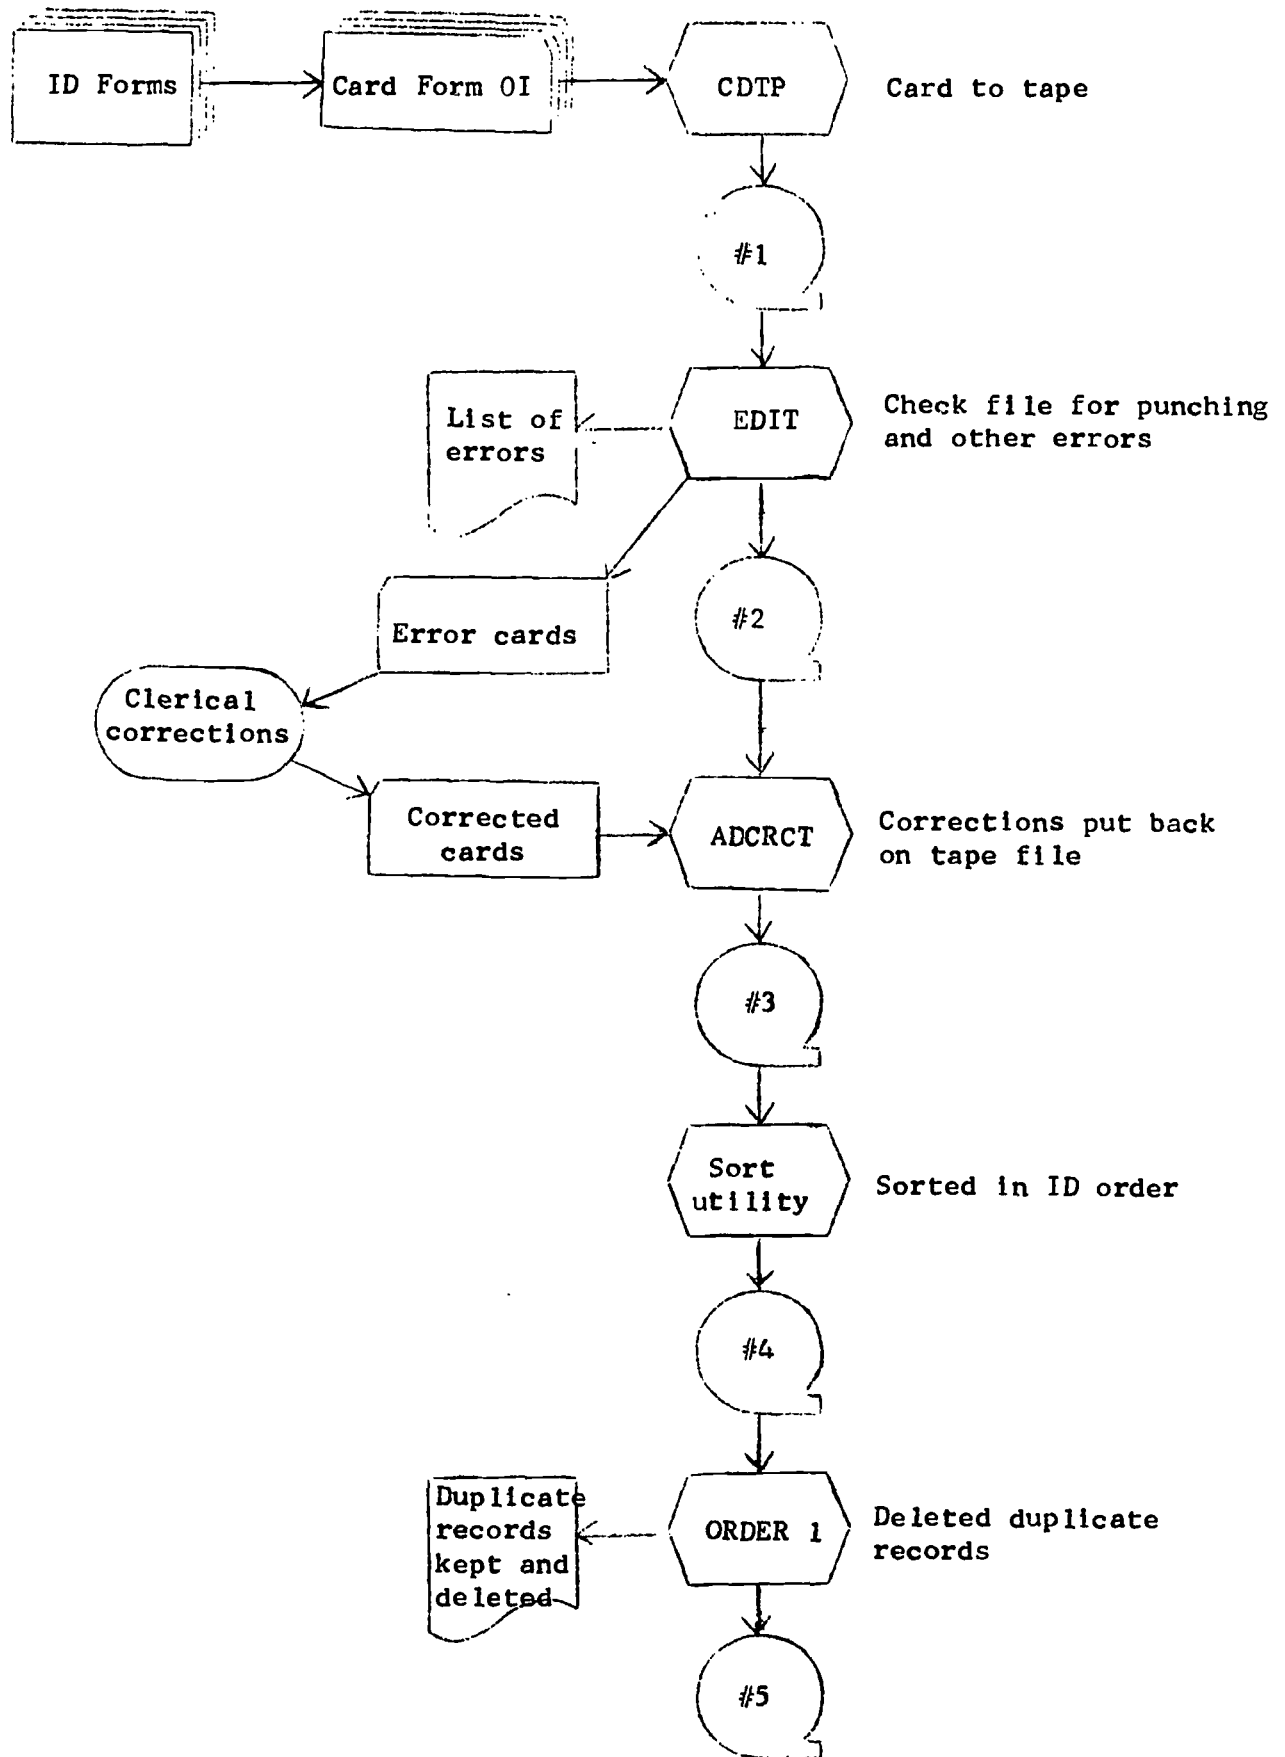 ID Forms
Card Form OI
CDTP
Card to tape
#1
List of
errors
EDIT
Check file for punching
and other errors
Error cards
#2
Clerical
corrections
Corrected
cards
ADCRCT
Corrections put back
on tape file
#3
Sort
utility
Sorted in ID order
#4
Duplicate
records
kept and
deleted
ORDER 1
Deleted duplicate
records
#5